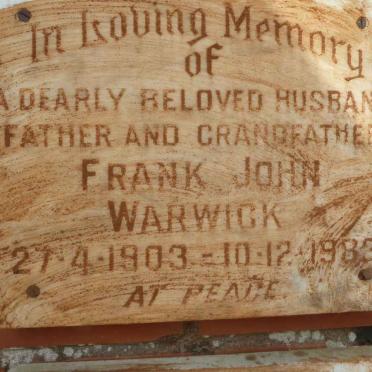 In Loving Memory
of
A DEARLY BELOVED HUSBAN
FATHER AND GRANDFATHER
FRANK JOHN
WARWICK
27-4-1903 - 10-12-1983
AT PEACE